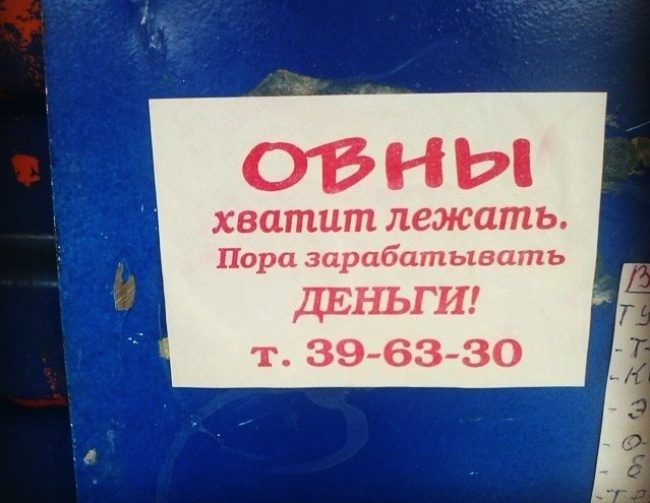 ОВНЫ
хватит лежать.
Пора зарабатывать
ДЕНЬГИ!
т. 39-63-30